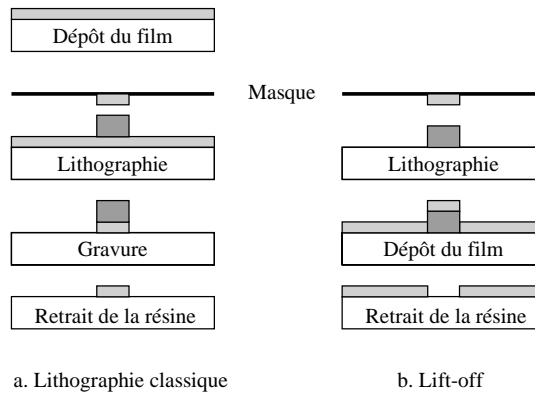 Dépôt du film
Masque
Lithographie
Lithographie
Gravure
Dépôt du film
Retrait de la résine
Retrait de la résine
a. Lithographie classique
b. Lift-off